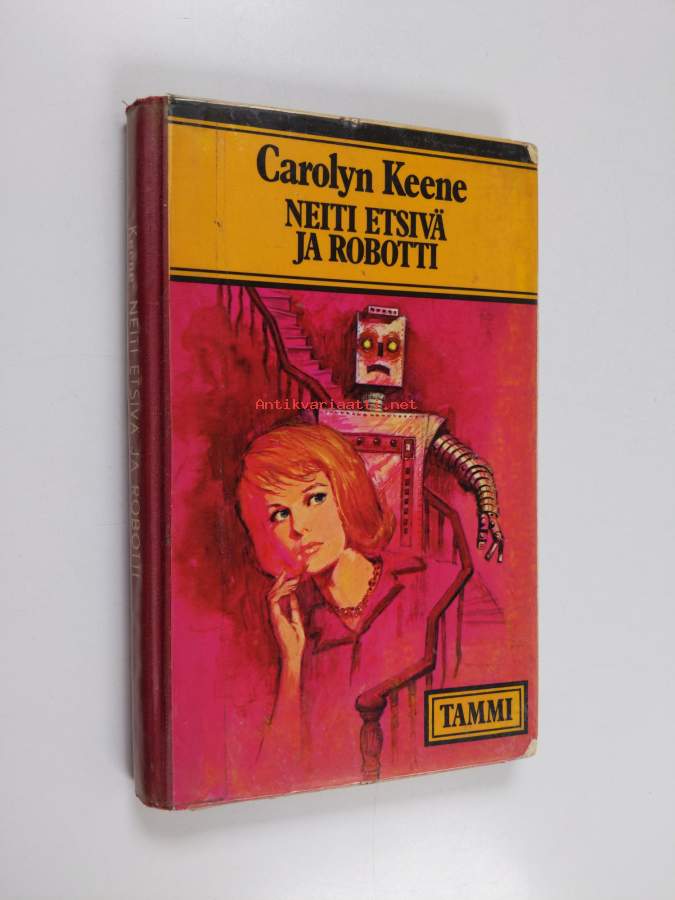 Carolyn Keene
NEITI ETSIVÄ
JA ROBOTTI
Antikvariaatti.net
TAMMI
Keene NEITI ETSIVÄ JA ROBOTTI